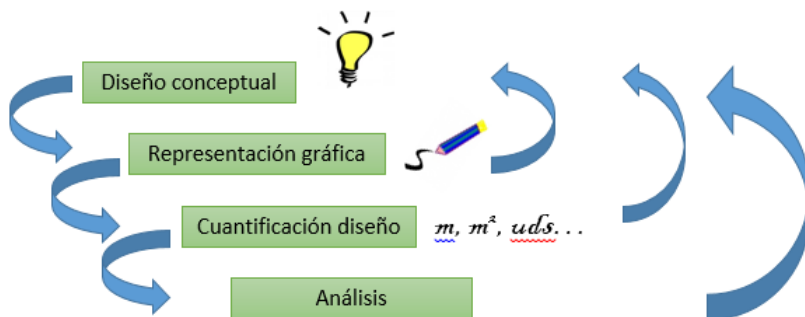 Diseño conceptual
Representación gráfica
Cuantificación diseño m, m², uds...
Análisis